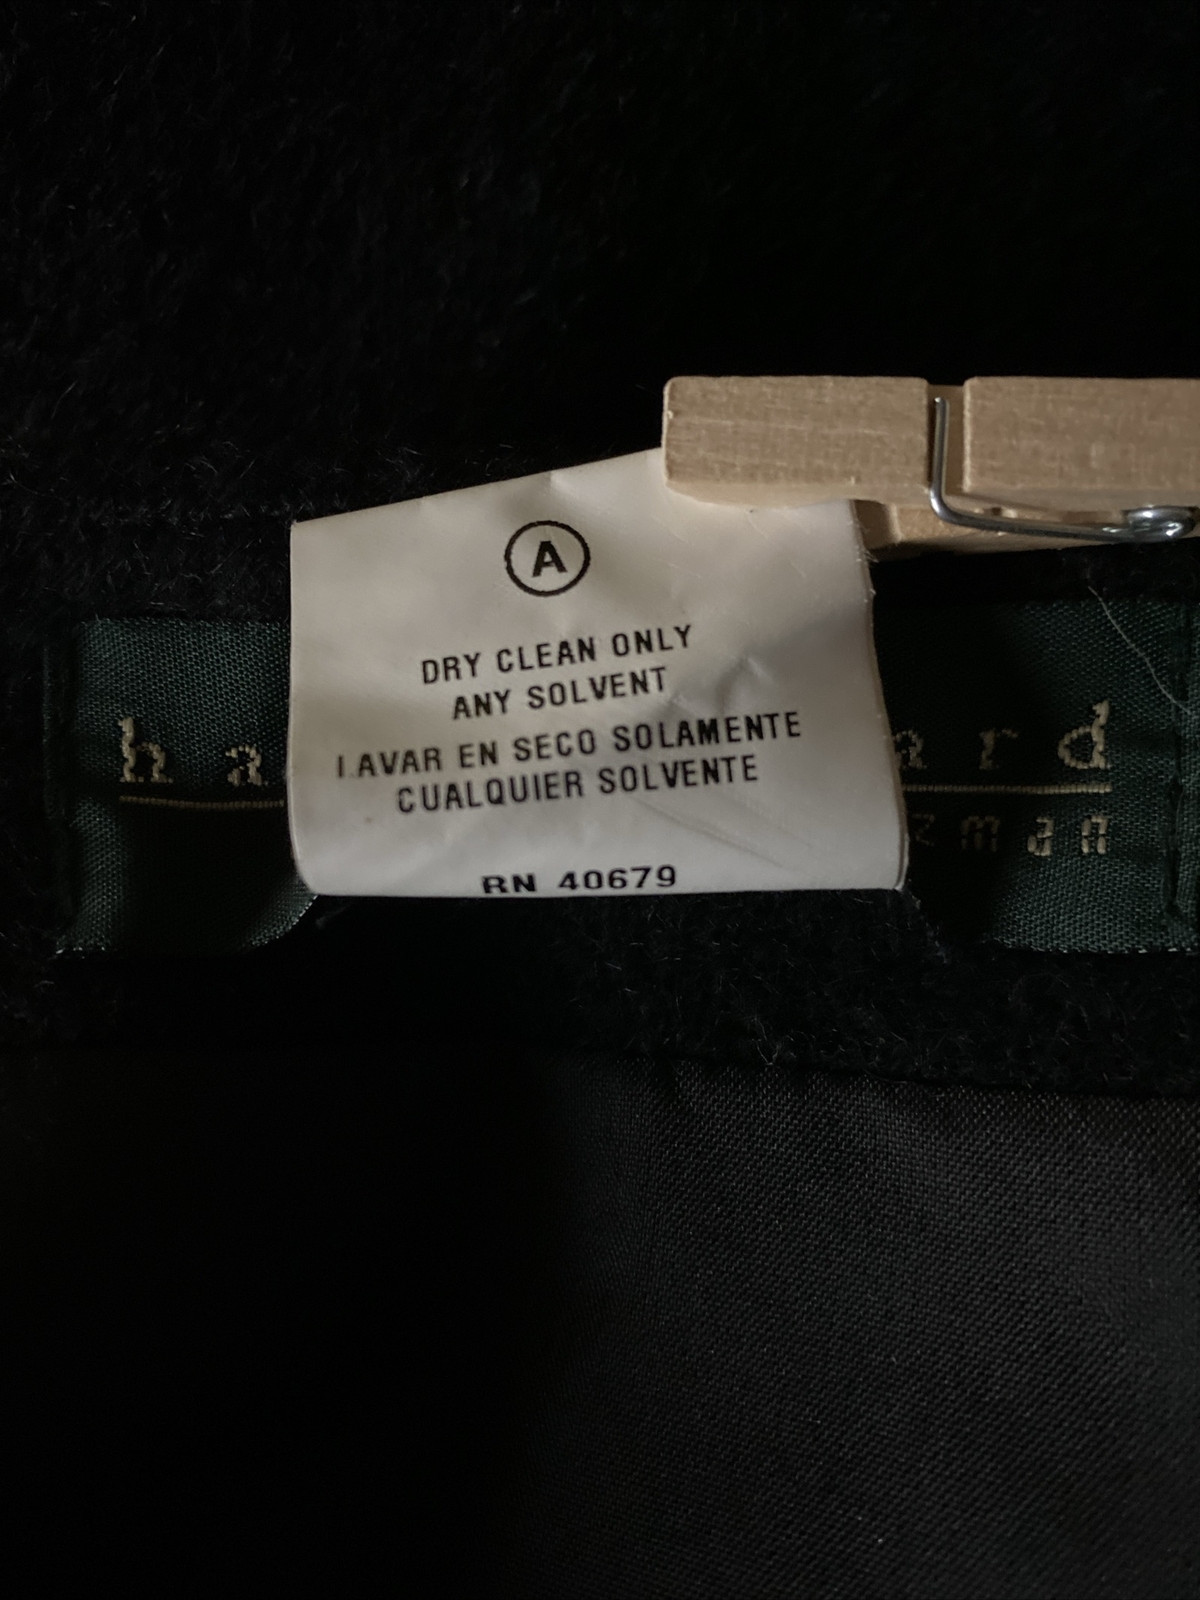 A
DRY CLEAN ONLY
ANY SOLVENT
LAVAR EN SECO SOLAMENTE
CUALQUIER SOLVENTE
RN 40679